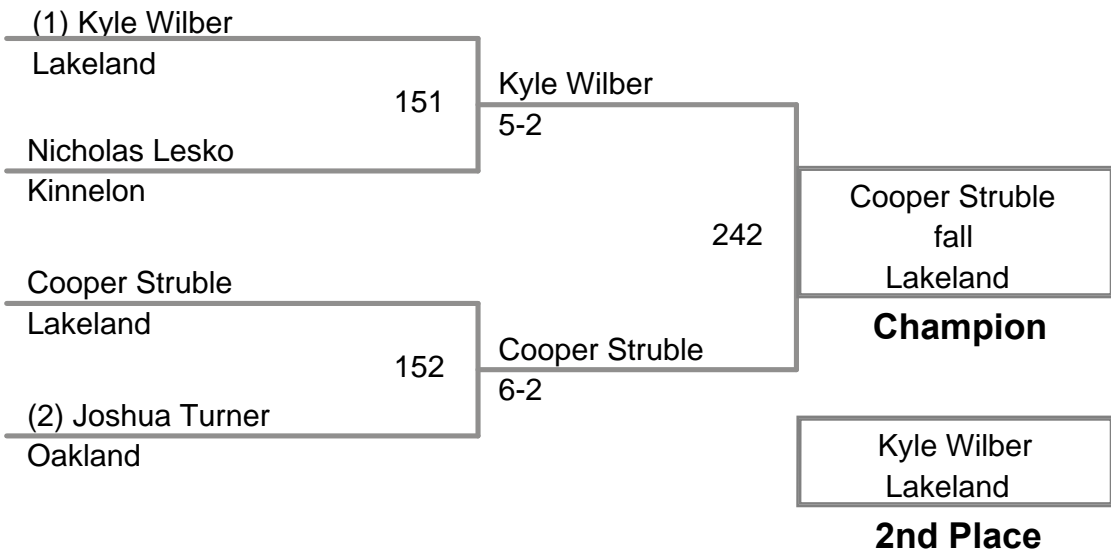 (1) Kyle Wilber
Lakeland
151
Nicholas Lesko
Kinnelon
Kyle Wilber
5-2
Cooper Struble
Lakeland
152
(2) Joshua Turner
Oakland
Cooper Struble
6-2
242
Cooper Struble
fall
Lakeland
Champion
Kyle Wilber
Lakeland
2nd Place